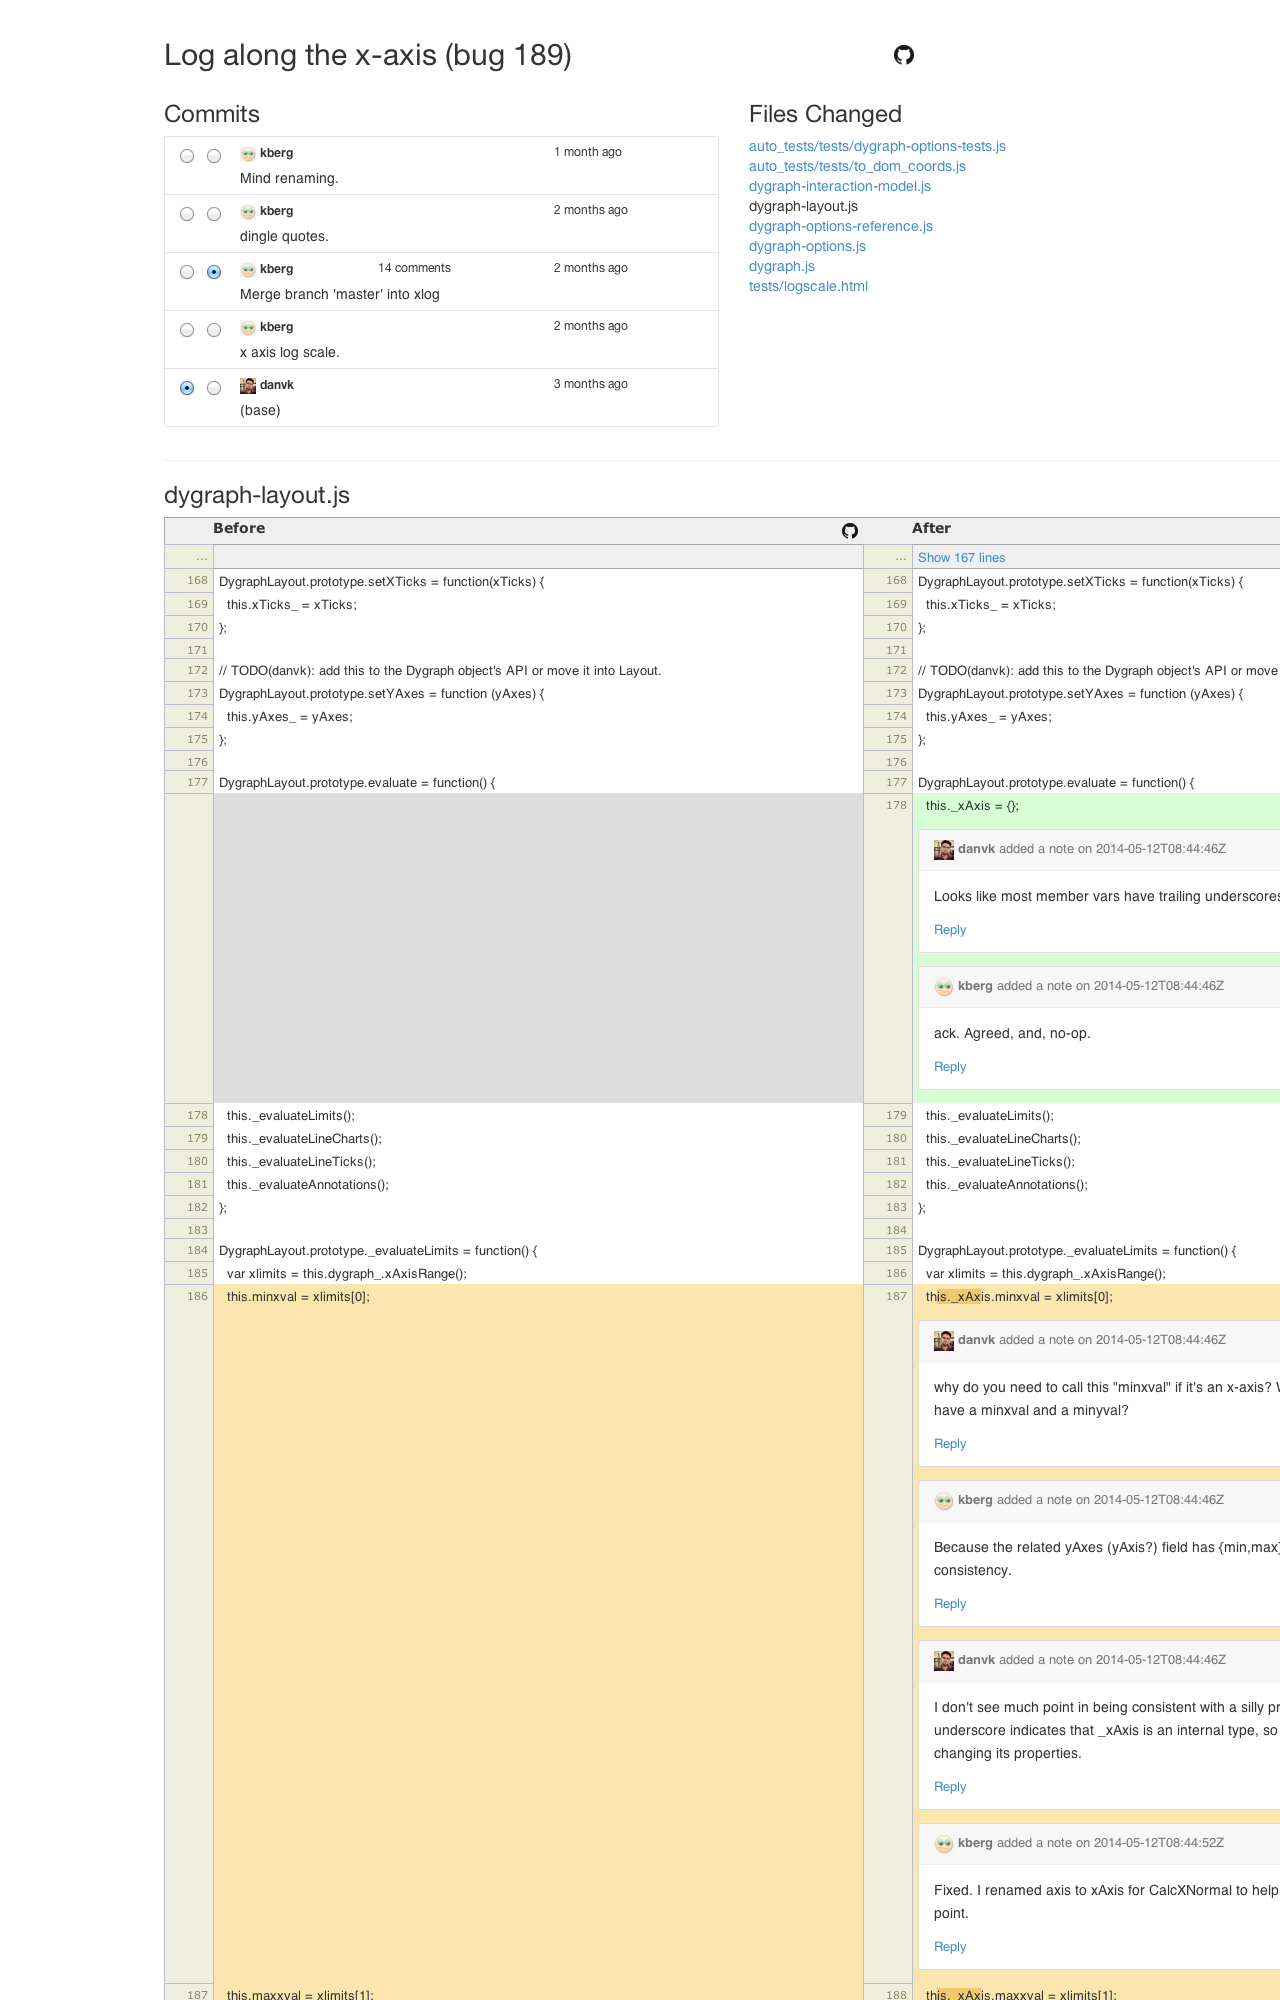 Log along the x-axis (bug 189)
Commits
kberg 1 month ago
Mind renaming.
kberg 2 months ago
dingle quotes.
kberg 14 comments 2 months ago
Merge branch 'master' into xlog
kberg 2 months ago
x axis log scale.
danvk 3 months ago
(base)
Files Changed
auto_tests/tests/dygraph-options-tests.js
auto_tests/tests/to_dom_coords.js
dygraph-interaction-model.js
dygraph-layout.js
dygraph-options-reference.js
dygraph-options.js
dygraph.js
tests/logscale.html
dygraph-layout.js
Before After
... ... Show 167 lines
168 DygraphLayout.prototype.setXTicks = function(xTicks) { 168 DygraphLayout.prototype.setXTicks = function(xTicks) {
169 this.xTicks_ = xTicks; 169 this.xTicks_ = xTicks;
170 }; 170 };
171 171
172 // TODO(danvk): add this to the Dygraph object's API or move it into Layout. 172 // TODO(danvk): add this to the Dygraph object's API or move
173 DygraphLayout.prototype.setYAxes = function (yAxes) { 173 DygraphLayout.prototype.setYAxes = function (yAxes) {
174 this.yAxes_ = yAxes; 174 this.yAxes_ = yAxes;
175 }; 175 };
176 176
177 DygraphLayout.prototype.evaluate = function() { 177 DygraphLayout.prototype.evaluate = function() {
178 this._xAxis = {};
danvk added a note on 2014-05-12T08:44:46Z
Looks like most member vars have trailing underscores
Reply
kberg added a note on 2014-05-12T08:44:46Z
ack. Agreed, and, no-op.
Reply
178 this._evaluateLimits(); 179 this._evaluateLimits();
179 this._evaluateLineCharts(); 180 this._evaluateLineCharts();
180 this._evaluateLineTicks(); 181 this._evaluateLineTicks();
181 this._evaluateAnnotations(); 182 this._evaluateAnnotations();
182 }; 183 };
183 184
184 DygraphLayout.prototype._evaluateLimits = function() { 185 DygraphLayout.prototype._evaluateLimits = function() {
185 var xlimits = this.dygraph_.xAxisRange(); 186 var xlimits = this.dygraph_.xAxisRange();
186 this.minxval = xlimits[0]; 187 this._xAxis.minxval = xlimits[0];
danvk added a note on 2014-05-12T08:44:46Z
why do you need to call this "minxval" if it's an x-axis?
have a minxval and a minyval?
Reply
kberg added a note on 2014-05-12T08:44:46Z
Because the related yAxes (yAxis?) field has {min,max}
consistency.
Reply
danvk added a note on 2014-05-12T08:44:46Z
I don't see much point in being consistent with a silly
underscore indicates that _xAxis is an internal type, so
changing its properties.
Reply
kberg added a note on 2014-05-12T08:44:52Z
Fixed. I renamed axis to xAxis for CalcXNormal to help
point.
Reply
187 this.maxxval = xlimits[1]; 188 this._xAxis.maxxval = xlimits[1];